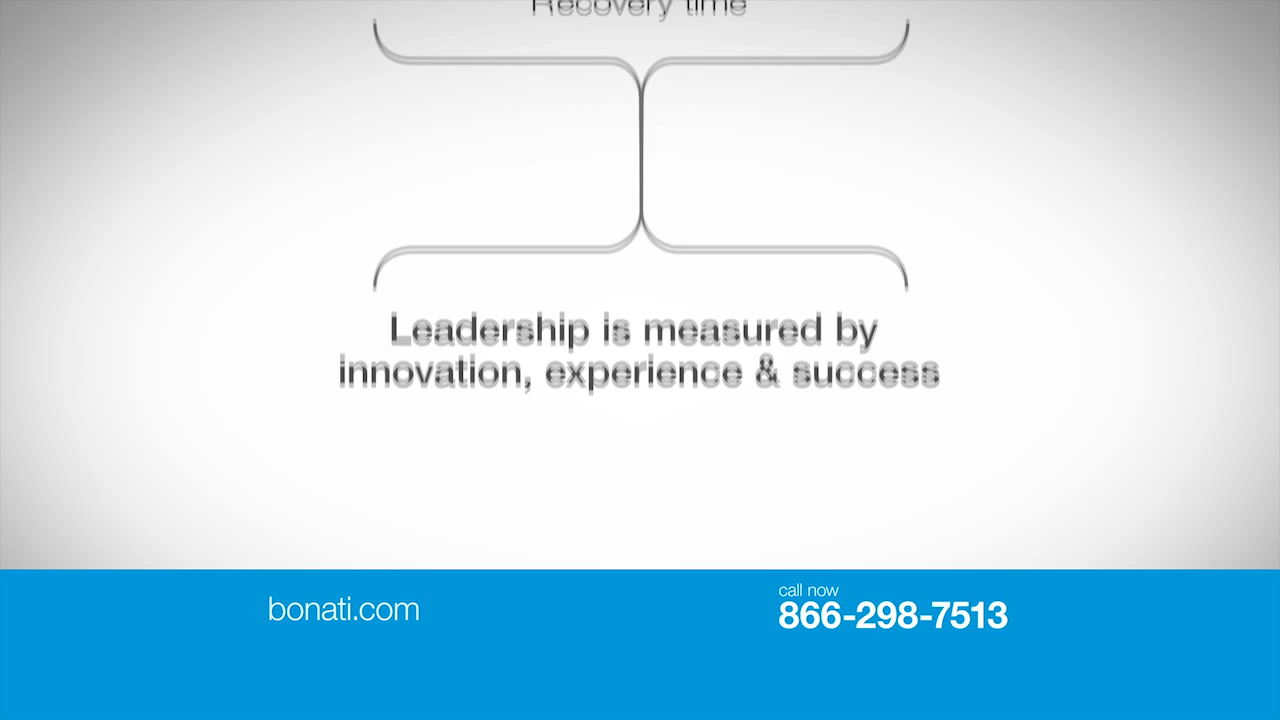 Recovery time
Leadership is measured by
innovation, experience & success
bonati.com
call now
866-298-7513